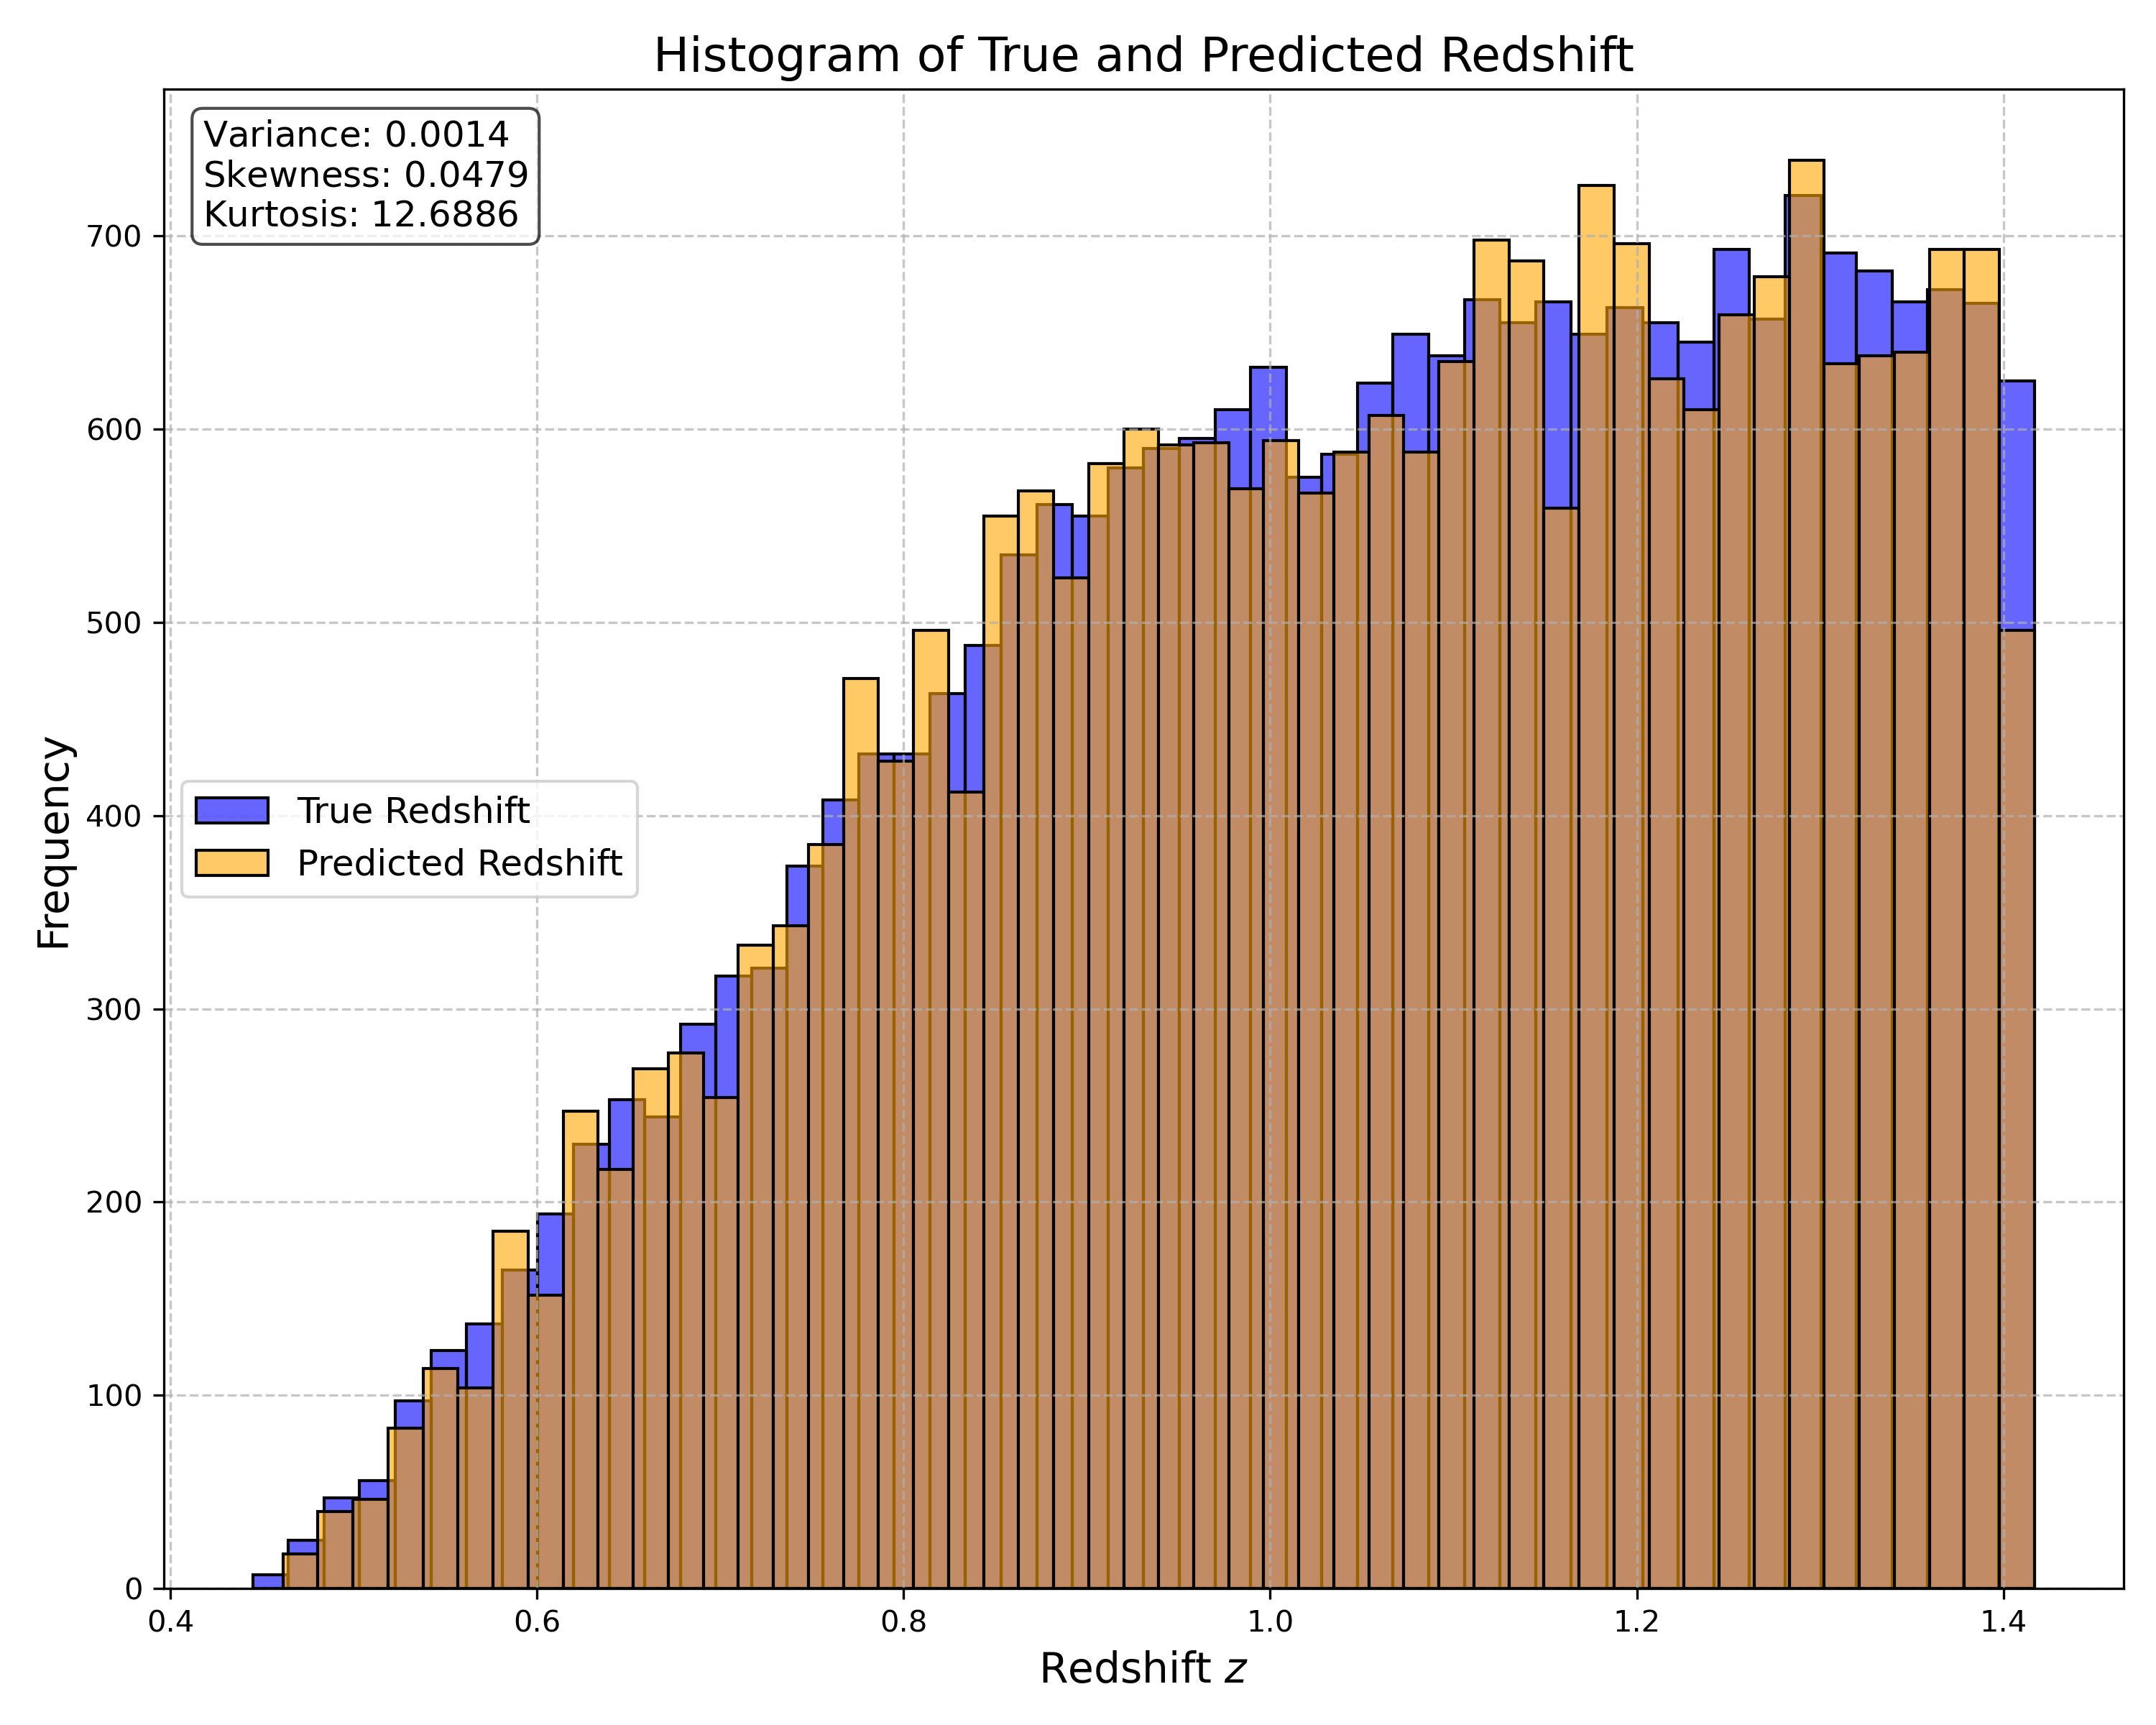 Histogram of True and Predicted Redshift
Variance: 0.0014
Skewness: 0.0479
Kurtosis: 12.6886
700
600
500
400
300
200
100
0
Frequency
True Redshift
Predicted Redshift
0.4 0.6 0.8 1.0 1.2 1.4
Redshift z